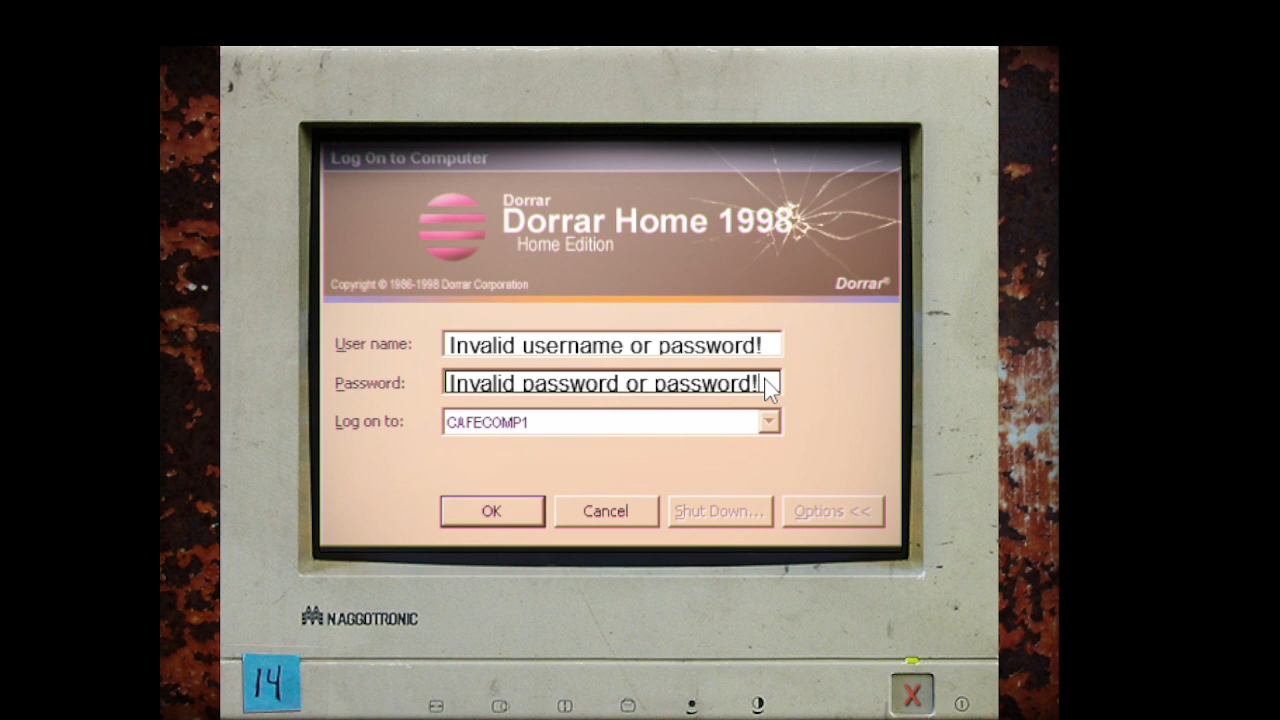 Log On to Computer
Dorrar
Dorrar Home 1998
Home Edition
Copyright © 1986-1998 Dorrar Corporation
Dorrar®
User name:
Invalid username or password!
Password:
Invalid password or password!
Log on to:
CAFECOMP1
OK
Cancel
Shut Down...
Options <<
NAGGOTRONIC
14
X